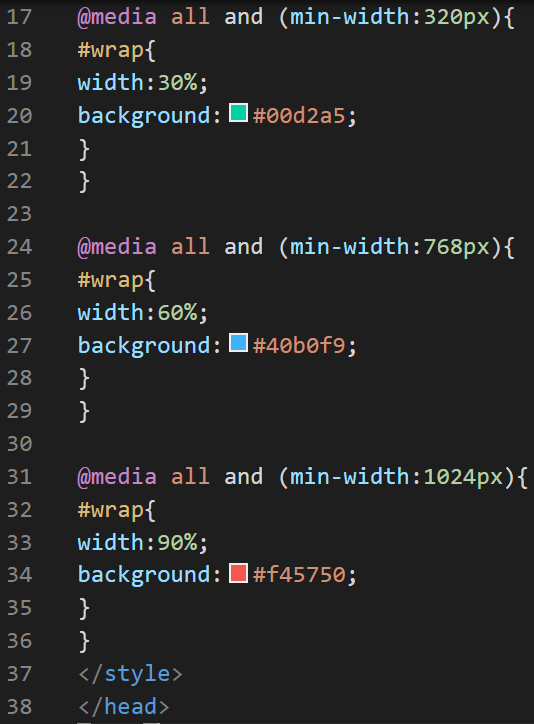 17 @media all and (min-width:320px){
18 #wrap{
19 width:30%;
20 background:#00d2a5;
21 }
22 }
23
24 @media all and (min-width:768px){
25 #wrap{
26 width:60%;
27 background:#40b0f9;
28 }
29 }
30
31 @media all and (min-width:1024px){
32 #wrap{
33 width:90%;
34 background:#f45750;
35 }
36 }
37 </style>
38 </head>